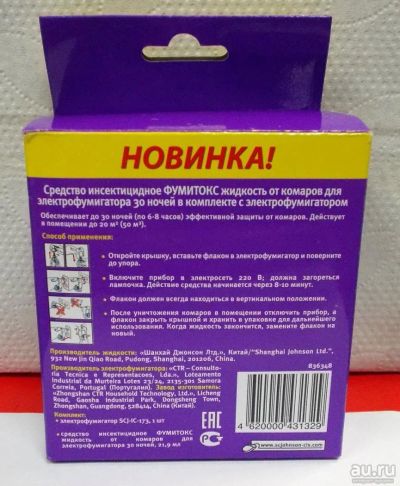 НОВИНКА!
Средство инсектицидное ФУМИТОКС жидкость от комаров для
электрофумигатора 30 ночей в комплекте с электрофумигатором
Обеспечивает до 30 ночей (по 6-8 часов) эффективной защиты от комаров. Действует
в помещении до 20 м² (50 м³).
Способ применения:
• Откройте крышку, вставьте флакон в электрофумигатор и поверните
до упора.
• Включите прибор в электросеть 220 В; должна загореться
лампочка. Действие средства начинается через 8-10 минут.
• Флакон должен всегда находиться в вертикальном положении.
• После уничтожения комаров в помещении отключить прибор, а
флакон закрыть крышкой и хранить в упаковке для дальнейшего
использования. Когда жидкость закончится, замените флакон на
новый.
Производитель жидкости: «Шанхай Джонсон Лтд.», Китай/"Shanghai Johnson Ltd.",
932 New Jin Qiao Road, Pudong, Shanghai, 201206, China.
Производитель электрофумигатора: «CTR – Consulto-
ria Tecnica e Representacoes, Lda.», Loteamento
Industrial da Murteira Lotes 23/24, 2135-301 Samora
Correia, Portugal (Португалия). Завод изготовитель:
«Zhongshan CTR Household Technology, Ltd.», Licheng
Road, Gaosha Industrial Park, Dongsheng Town,
Zhongshan, Guangdong, 528414, China (Китай).
Комплект:
• электрофумигатор SCJ-IC-173, 1 шт
• средство инсектицидное ФУМИТОКС
жидкость от комаров для
электрофумигатора 30 ночей, 21,9 мл
836348
EAC
4 620000 431329
www.scjohnson-cis.com
au.ru